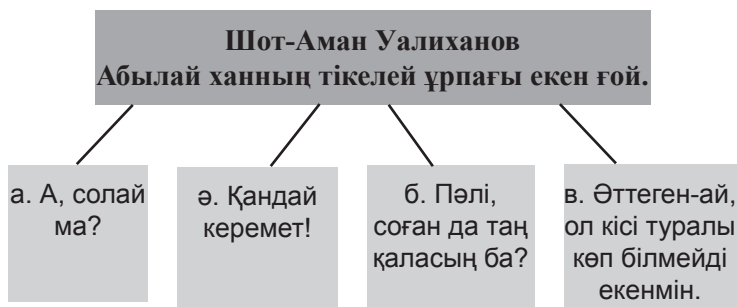 Шот-Аман Уалиханов
Абылай ханның тікелей ұрпағы екен ғой.
а. А, солай
ма?
ә. Қандай
керемет!
б. Пәлі,
соған да таң
қаласың ба?
в. Әттеген-ай,
ол кісі туралы
көп білмейді
екенмін.